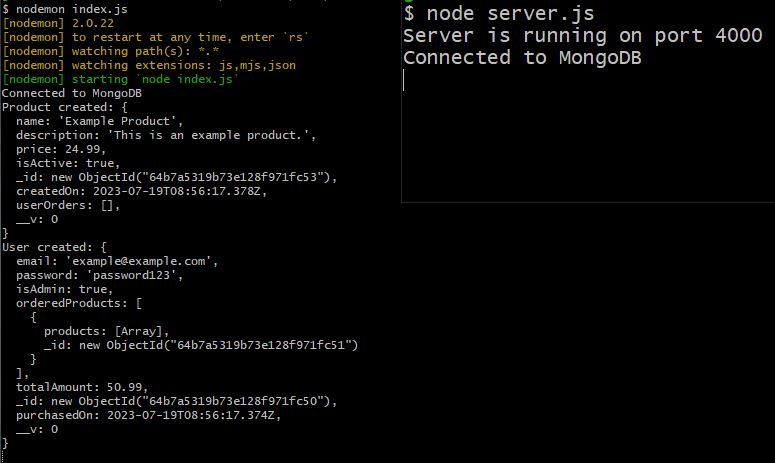 $ nodemon index.js
[nodemon] 2.0.22
[nodemon] to restart at any time, enter `rs`
[nodemon] watching path(s): *.*
[nodemon] watching extensions: js,mjs,json
[nodemon] starting `node index.js`
Connected to MongoDB
Product created: {
  name: 'Example Product',
  description: 'This is an example product.',
  price: 24.99,
  isActive: true,
  _id: new ObjectId("64b7a5319b73e128f971fc53"),
  createdOn: 2023-07-19T08:56:17.378Z,
  userOrders: [],
  __v: 0
}
User created: {
  email: 'example@example.com',
  password: 'password123',
  isAdmin: true,
  orderedProducts: [
    {
      products: [Array],
      _id: new ObjectId("64b7a5319b73e128f971fc51")
    }
  ],
  totalAmount: 50.99,
  _id: new ObjectId("64b7a5319b73e128f971fc50"),
  purchasedOn: 2023-07-19T08:56:17.374Z,
  __v: 0
}
$ node server.js
Server is running on port 4000
Connected to MongoDB